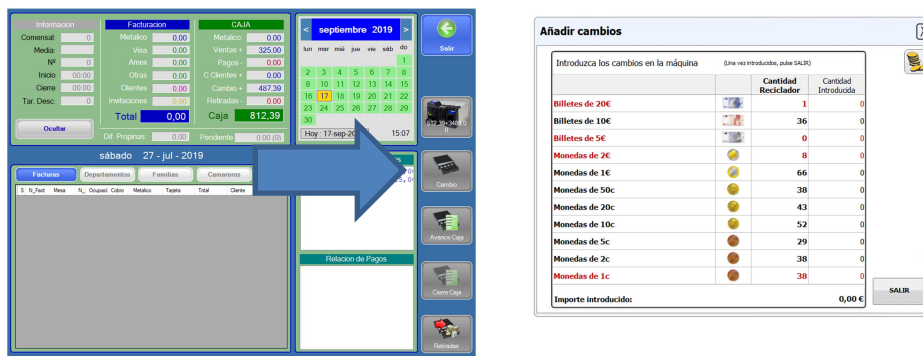 Informacion
Comensal: 0
Media: 0
Nº 0
Inicio 00:00
Cierre 00:00
Tar. Desc: 0
Ocultar
Facturacion
Metalico 0,00
Visa 0,00
Amex 0,00
Otras 0,00
Clientes 0,00
Invitaciones 0,00
Total 0,00
Dif. Propinas 0.00
CAJA
Metalico: 0,00
Ventas + 325,00
Pagos - 0.00
C Clientes + 0,00
Cambio + 487,39
Retiradas - 0.00
Caja 812,39
Pendiente 0.00 (0)
< septiembre 2019 >
lun mar mié jue vie sáb do
1
2 3 4 5 6 7 8
9 10 11 12 13 14 15
16 17 18 19 20 21 22
23 24 25 26 27 28 29
30
Hoy : 17-sep-20 15:07
sábado 27 - jul - 2019
Facturas Departamentos Familias Camareros
S N_Fact Mesa N_ Ocupaci Cobro Metalico Tarjeta Total Cliente
Relacion de Pagos
Salir
Cambio
Avance Caja
Cierre Caja
Retiradas
Añadir cambios
Introduzca los cambios en la máquina (Una vez introducidos, pulse SALIR)
Cantidad Reciclador Cantidad Introducida
Billetes de 20€ 1 0
Billetes de 10€ 36 0
Billetes de 5€ 0 0
Monedas de 2€ 8 0
Monedas de 1€ 66 0
Monedas de 50c 38 0
Monedas de 20c 43 0
Monedas de 10c 52 0
Monedas de 5c 29 0
Monedas de 2c 38 0
Monedas de 1c 38 0
Importe introducido: 0,00 €
SALIR